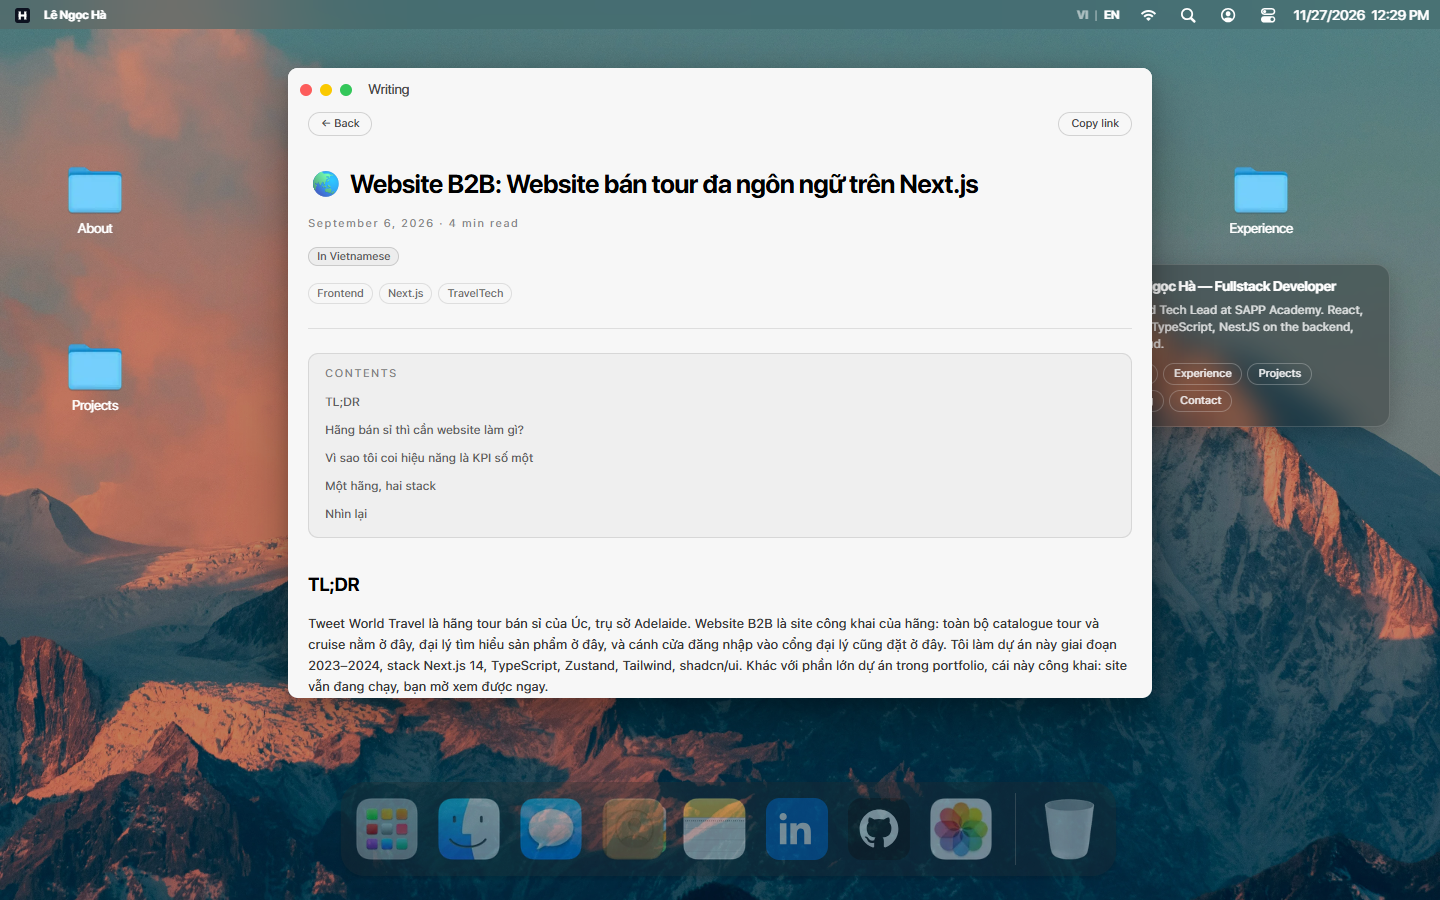 H Lê Ngọc Hà VI | EN 11/27/2026 12:29 PM
Writing
← Back Copy link
Website B2B: Website bán tour đa ngôn ngữ trên Next.js
September 6, 2026 · 4 min read
In Vietnamese
Frontend Next.js TravelTech
CONTENTS
TL;DR
Hãng bán sỉ thì cần website làm gì?
Vì sao tôi coi hiệu năng là KPI số một
Một hãng, hai stack
Nhìn lại
TL;DR
Tweet World Travel là hãng tour bán sỉ của Úc, trụ sở Adelaide. Website B2B là site công khai của hãng: toàn bộ catalogue tour và
cruise nằm ở đây, đại lý tìm hiểu sản phẩm ở đây, và cánh cửa đăng nhập vào cổng đại lý cũng đặt ở đây. Tôi làm dự án này giai đoạn
2023–2024, stack Next.js 14, TypeScript, Zustand, Tailwind, shadcn/ui. Khác với phần lớn dự án trong portfolio, cái này công khai: site
vẫn đang chạy, bạn mở xem được ngay.
About
Projects
Experience
gọc Hà — Fullstack Developer
d Tech Lead at SAPP Academy. React,
TypeScript, NestJS on the backend,
Experience Projects
Contact
in